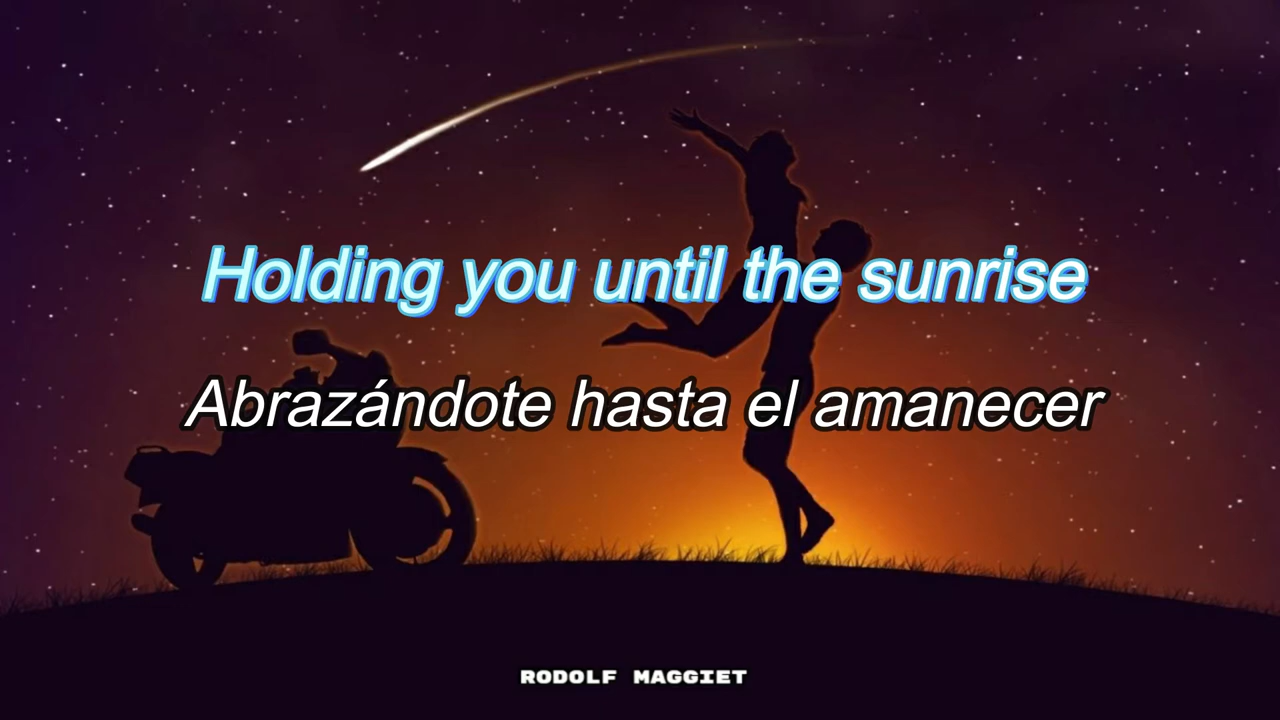 Holding you until the sunrise
Abrazándote hasta el amanecer
RODOLF MAGGIET